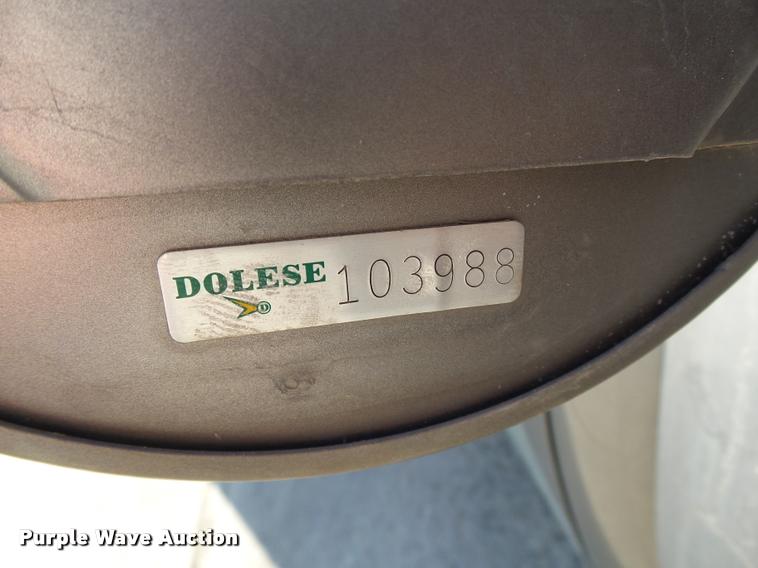 DOLESE 103988
D
Purple Wave Auction